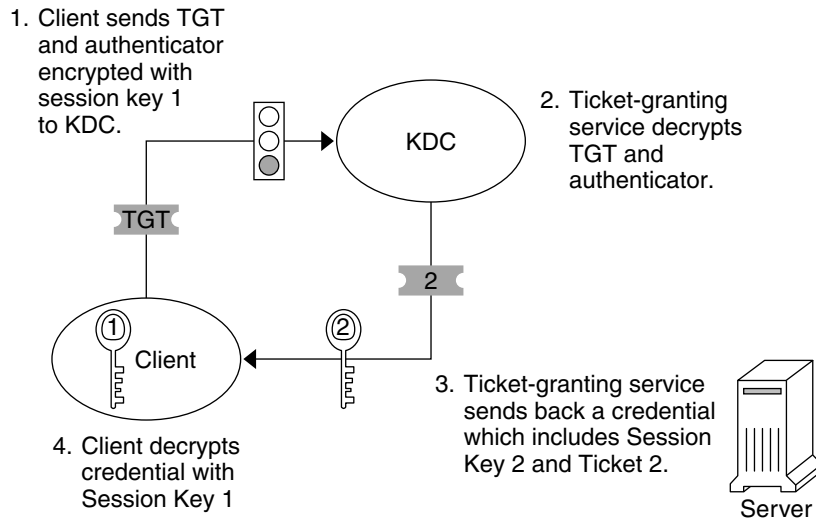 1. Client sends TGT
and authenticator
encrypted with
session key 1
to KDC.
KDC
2. Ticket-granting
service decrypts
TGT and
authenticator.
TGT
2
1
Client
2
3. Ticket-granting service
sends back a credential
which includes Session
Key 2 and Ticket 2.
4. Client decrypts
credential with
Session Key 1
Server